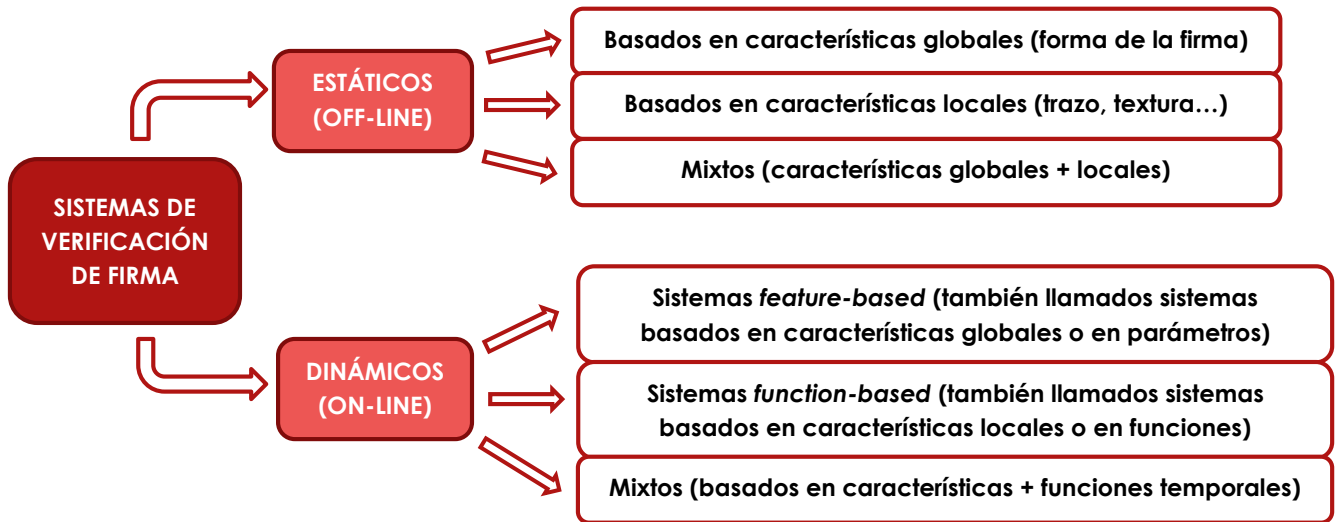 SISTEMAS DE
VERIFICACIÓN
DE FIRMA
ESTÁTICOS
(OFF-LINE)
Basados en características globales (forma de la firma)
Basados en características locales (trazo, textura…)
Mixtos (características globales + locales)
DINÁMICOS
(ON-LINE)
Sistemas feature-based (también llamados sistemas
basados en características globales o en parámetros)
Sistemas function-based (también llamados sistemas
basados en características locales o en funciones)
Mixtos (basados en características + funciones temporales)